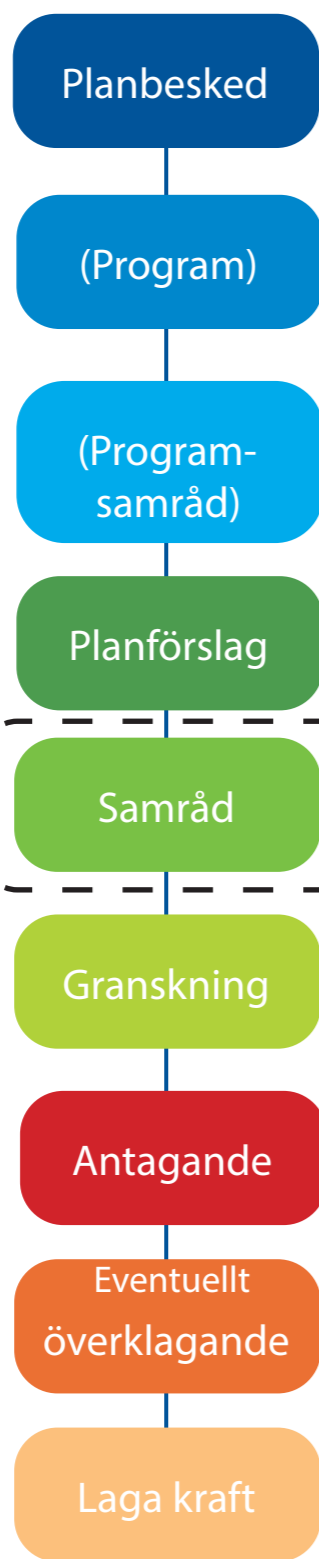 Planbesked
(Program)
(Program-
samråd)
Planförslag
Samråd
Granskning
Antagande
Eventuellt
överklagande
Laga kraft